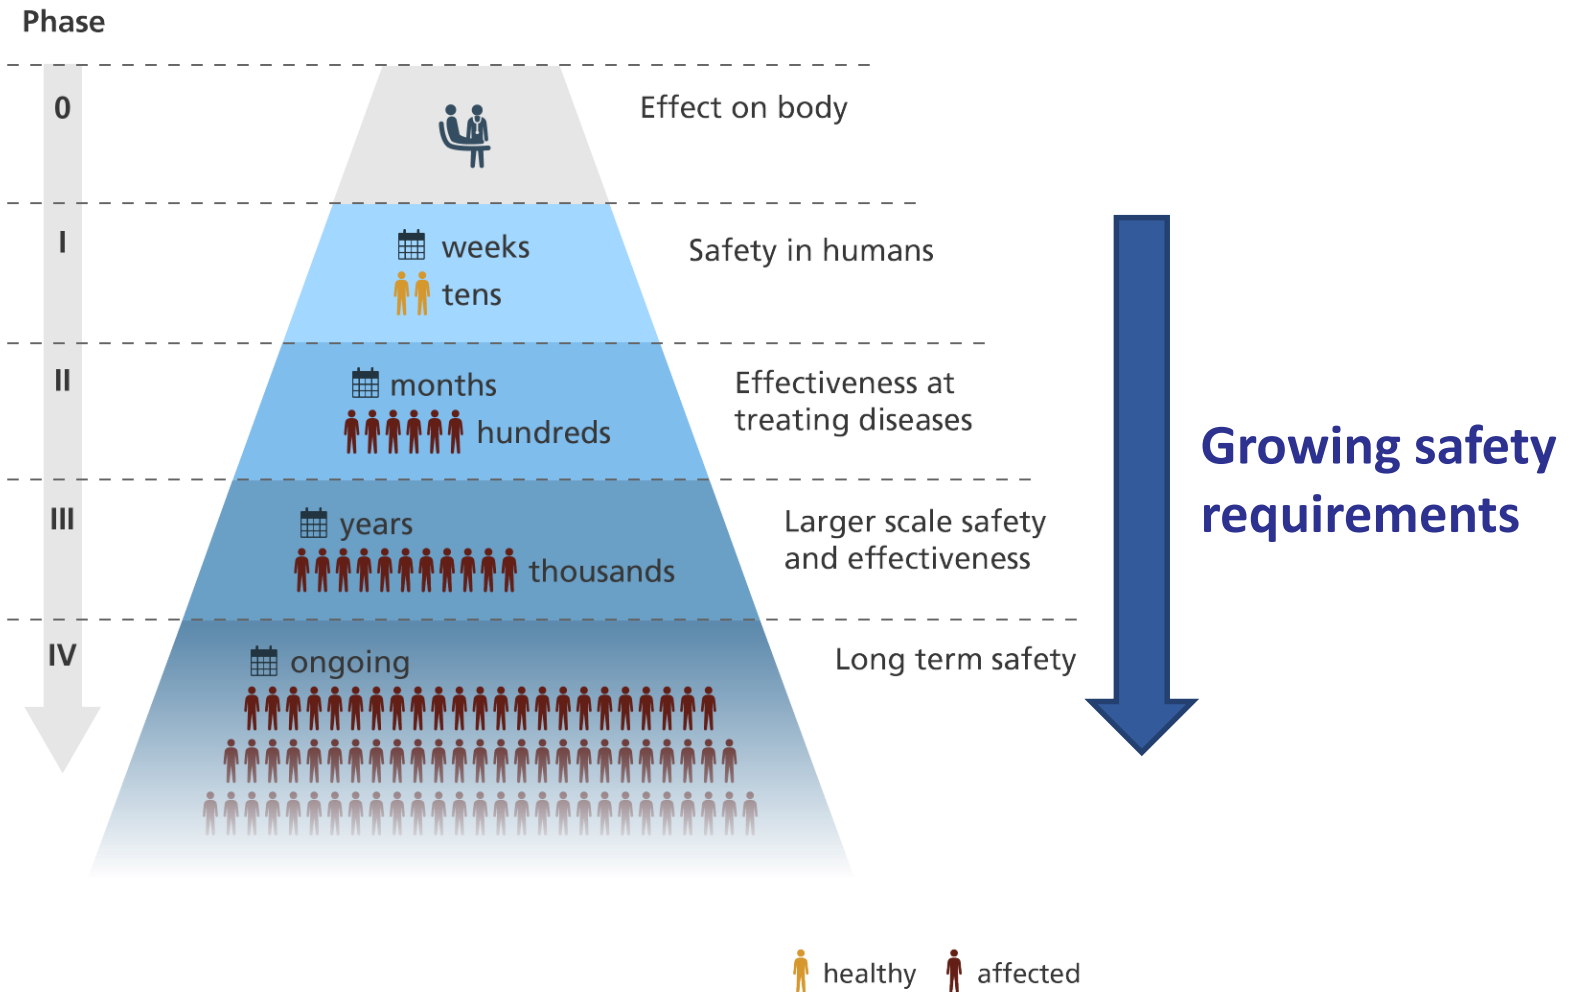 Phase
0
Effect on body
I
weeks
tens
Safety in humans
II
months
hundreds
Effectiveness at
treating diseases
III
years
thousands
Larger scale safety
and effectiveness
IV
ongoing
Long term safety
Growing safety
requirements
healthy
affected